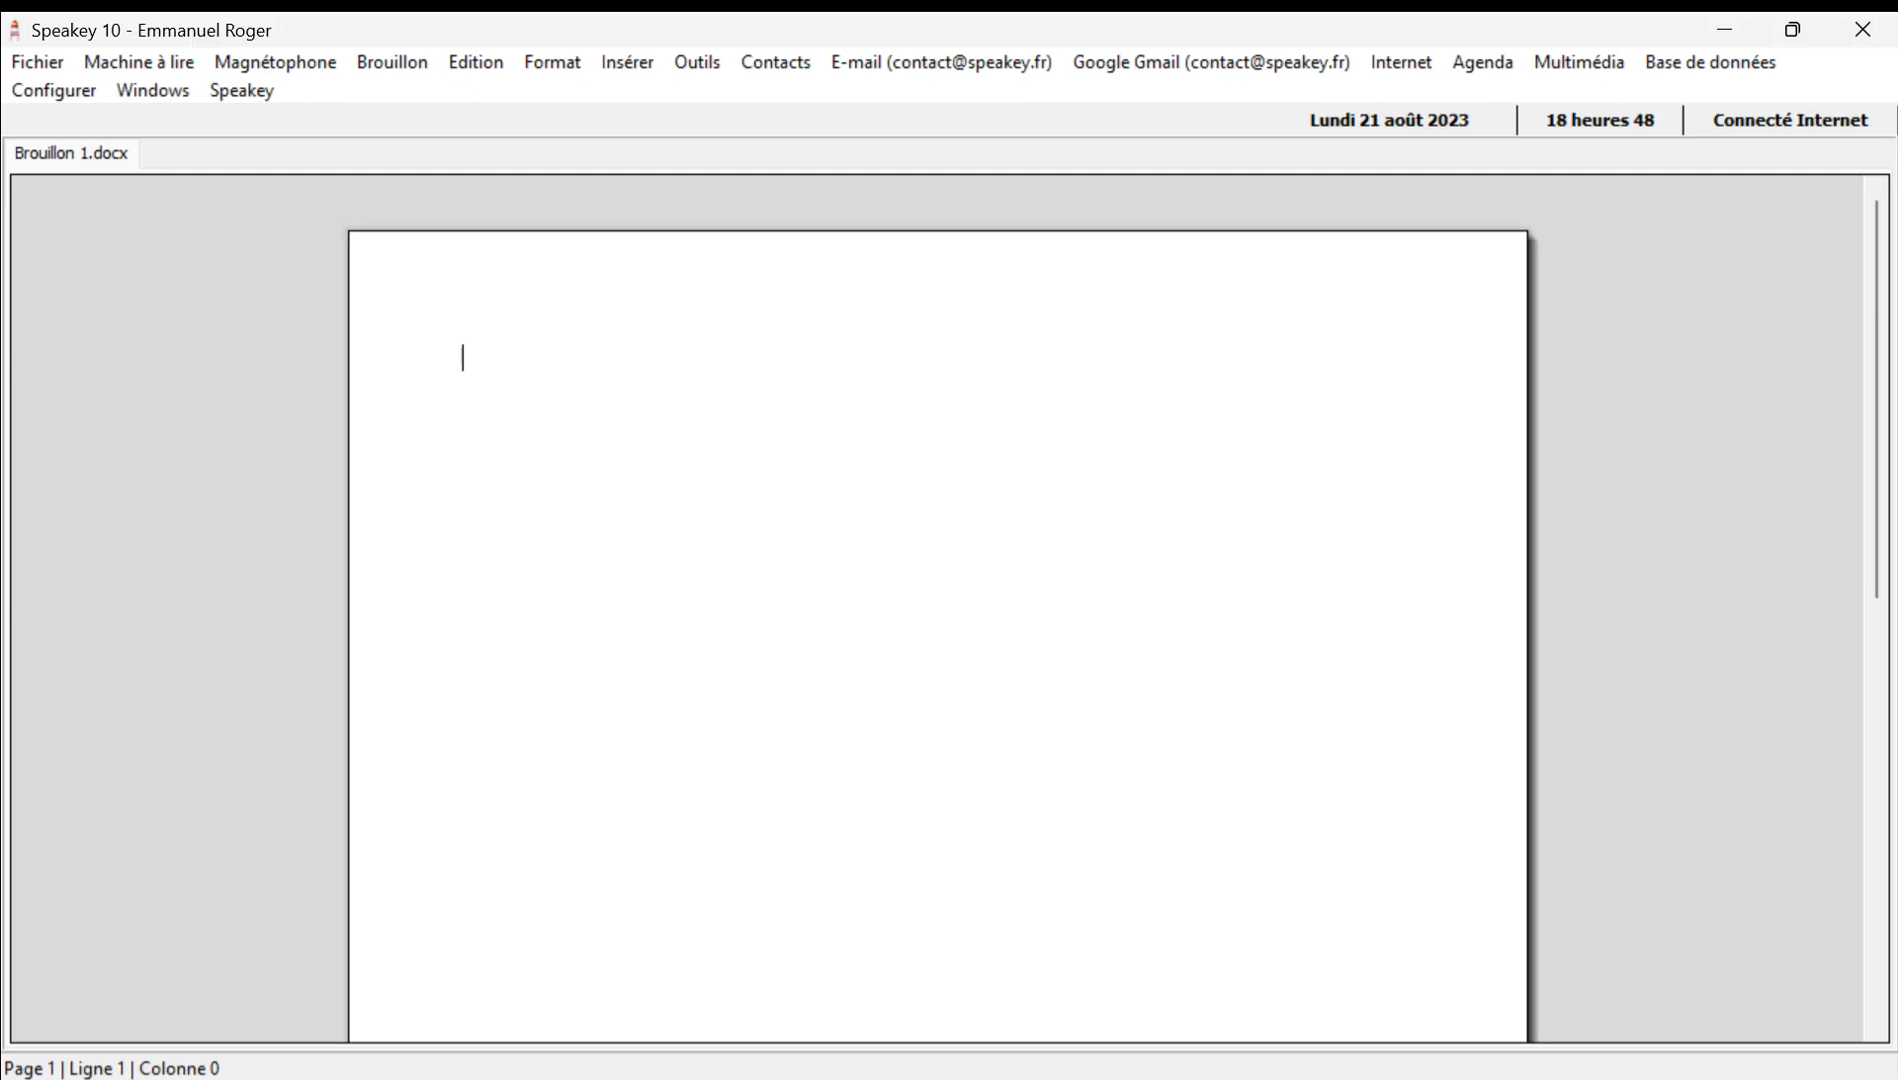 Speakey 10 - Emmanuel Roger
Fichier Machine à lire Magnétophone Brouillon Edition Format Insérer Outils Contacts E-mail (contact@speakey.fr) Google Gmail (contact@speakey.fr) Internet Agenda Multimédia Base de données
Configurer Windows Speakey
Lundi 21 août 2023 18 heures 48 Connecté Internet
Brouillon 1.docx
Page 1 | Ligne 1 | Colonne 0